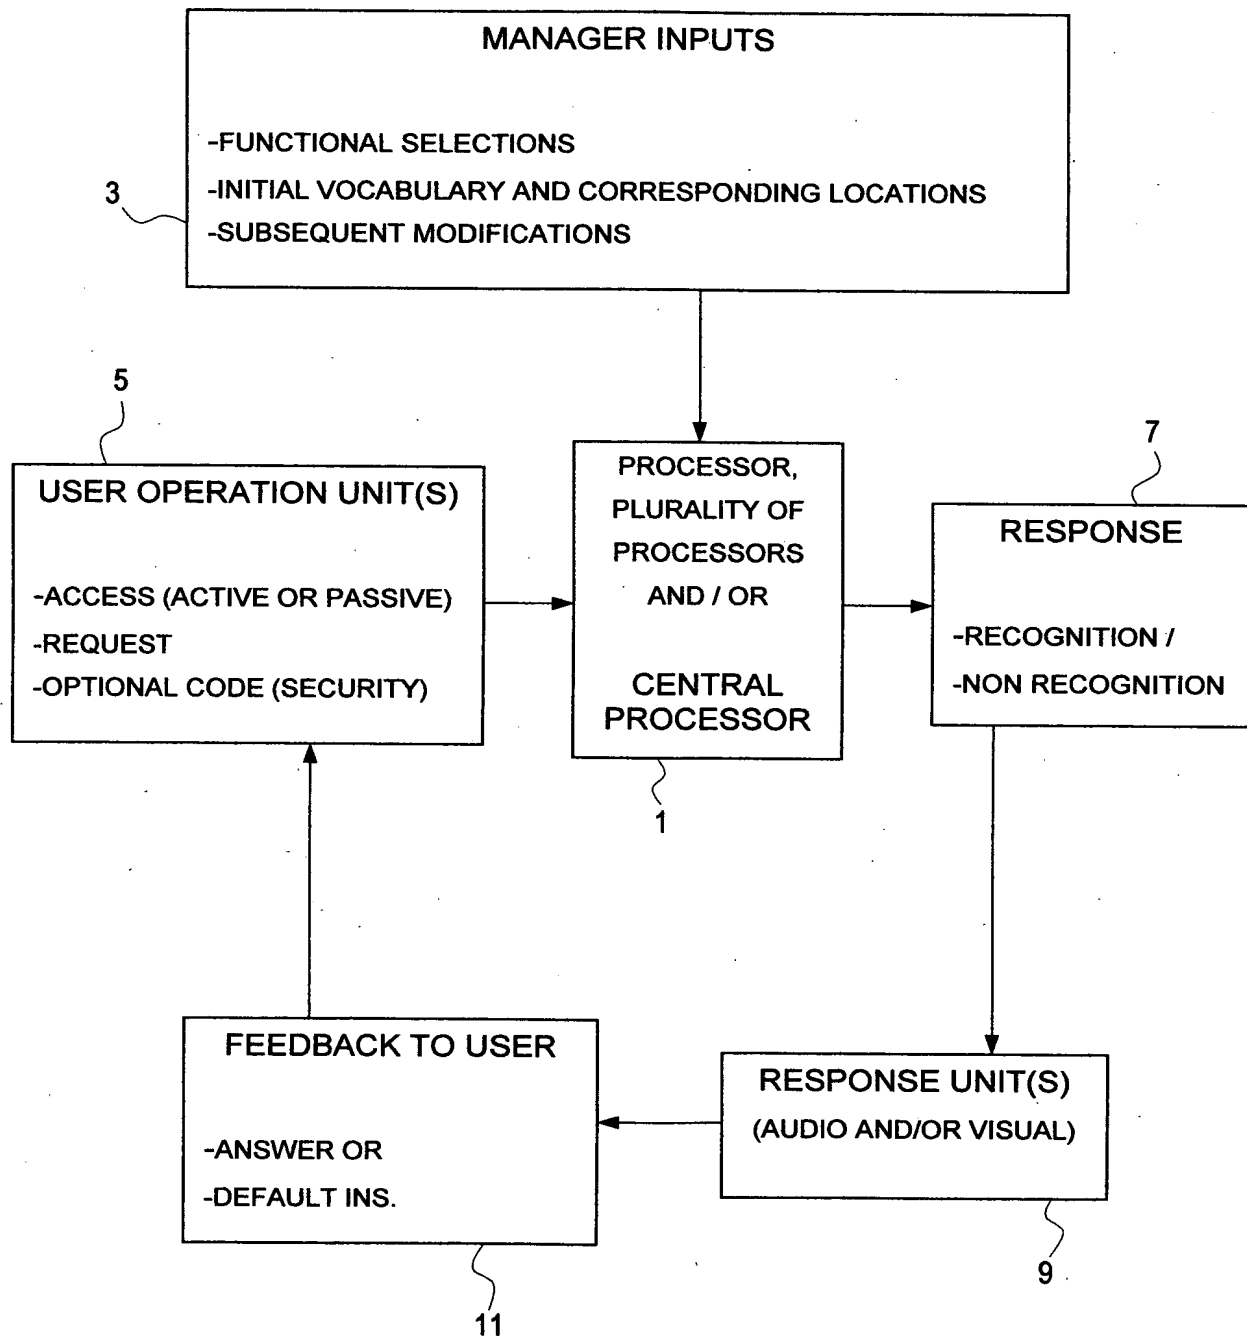 MANAGER INPUTS
-FUNCTIONAL SELECTIONS
-INITIAL VOCABULARY AND CORRESPONDING LOCATIONS
-SUBSEQUENT MODIFICATIONS
3
5
USER OPERATION UNIT(S)
-ACCESS (ACTIVE OR PASSIVE)
-REQUEST
-OPTIONAL CODE (SECURITY)
PROCESSOR,
PLURALITY OF
PROCESSORS
AND / OR
CENTRAL
PROCESSOR
1
7
RESPONSE
-RECOGNITION /
-NON RECOGNITION
FEEDBACK TO USER
-ANSWER OR
-DEFAULT INS.
11
RESPONSE UNIT(S)
(AUDIO AND/OR VISUAL)
9